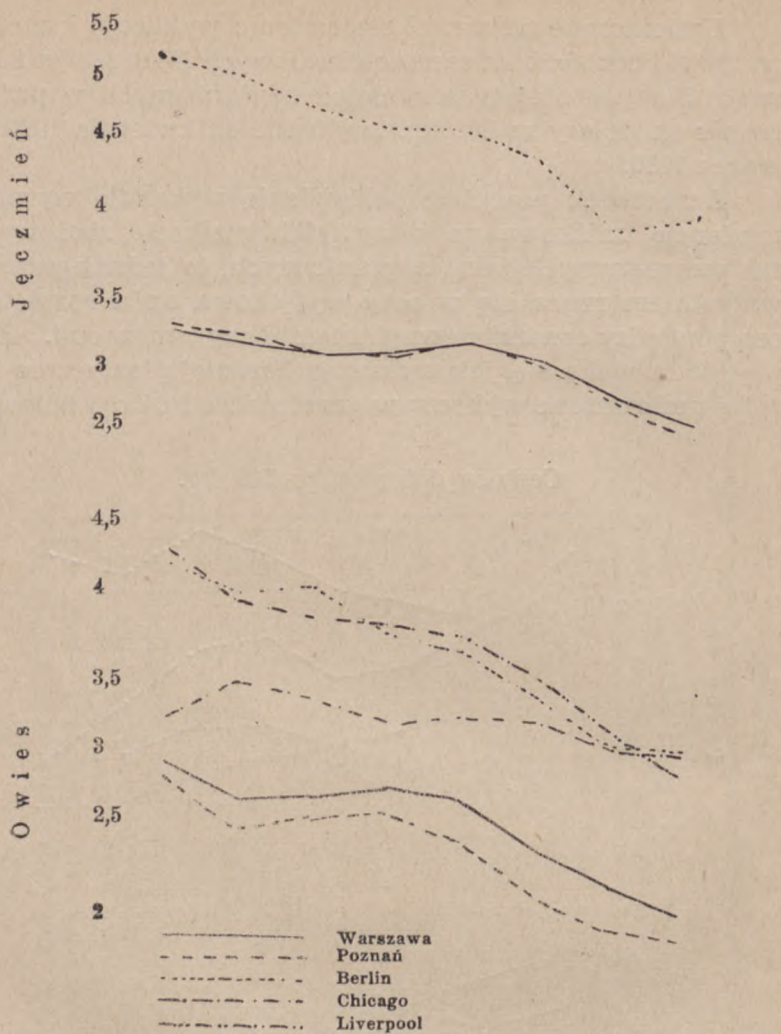 Jęczmień
5,5
5
4,5
4
3,5
3
2,5
Owies
4,5
4
3,5
3
2,5
2
Warszawa
Poznań
Berlin
Chicago
Liverpool